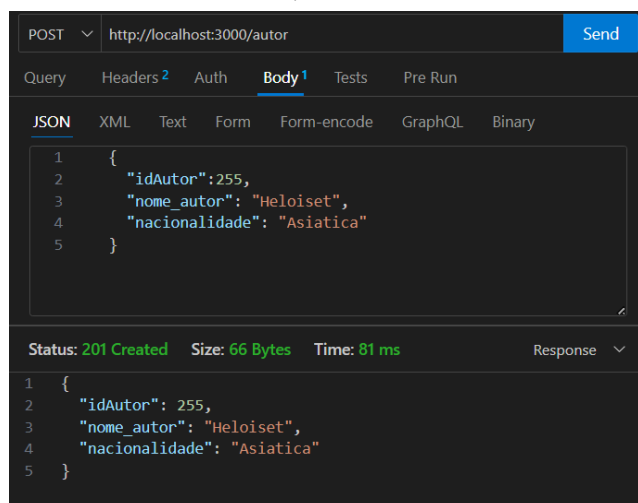 POST http://localhost:3000/autor Send
Query Headers 2 Auth Body 1 Tests Pre Run
JSON XML Text Form Form-encode GraphQL Binary
1 {
2 "idAutor":255,
3 "nome_autor": "Heloiset",
4 "nacionalidade": "Asiatica"
5 }
Status: 201 Created Size: 66 Bytes Time: 81 ms Response
1 {
2 "idAutor": 255,
3 "nome_autor": "Heloiset",
4 "nacionalidade": "Asiatica"
5 }